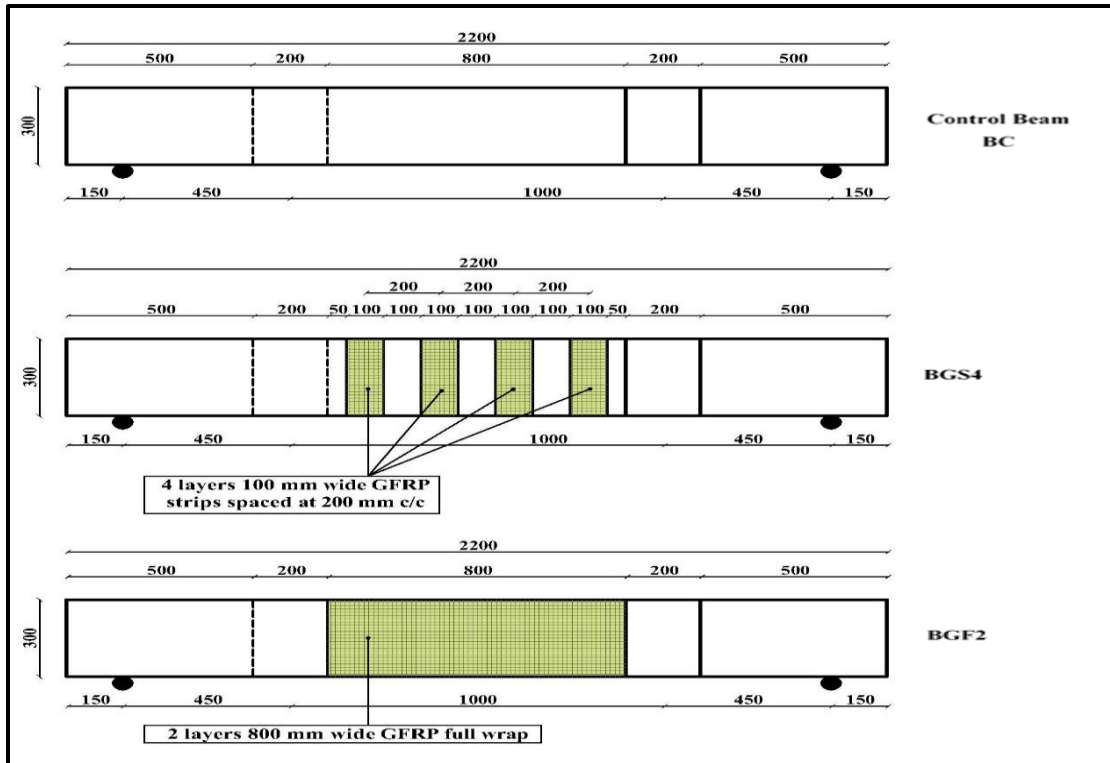 2200
500 200 800 200 500
300
Control Beam
BC
150 450 1000 450 150
2200
200 200 200
500 200 50 100 100 100 100 100 100 100 50 200 500
300
BGS4
150 450 1000 450 150
4 layers 100 mm wide GFRP
strips spaced at 200 mm c/c
2200
500 200 800 200 500
300
BGF2
150 450 1000 450 150
2 layers 800 mm wide GFRP full wrap